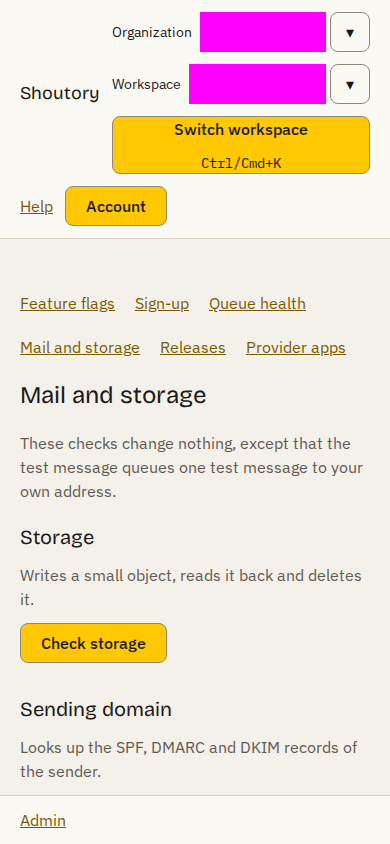 Shoutory
Organization ▼
Workspace ▼
Switch workspace
Ctrl/Cmd+K
Help Account
Feature flags Sign-up Queue health
Mail and storage Releases Provider apps
Mail and storage
These checks change nothing, except that the
test message queues one test message to your
own address.
Storage
Writes a small object, reads it back and deletes
it.
Check storage
Sending domain
Looks up the SPF, DMARC and DKIM records of
the sender.
Admin